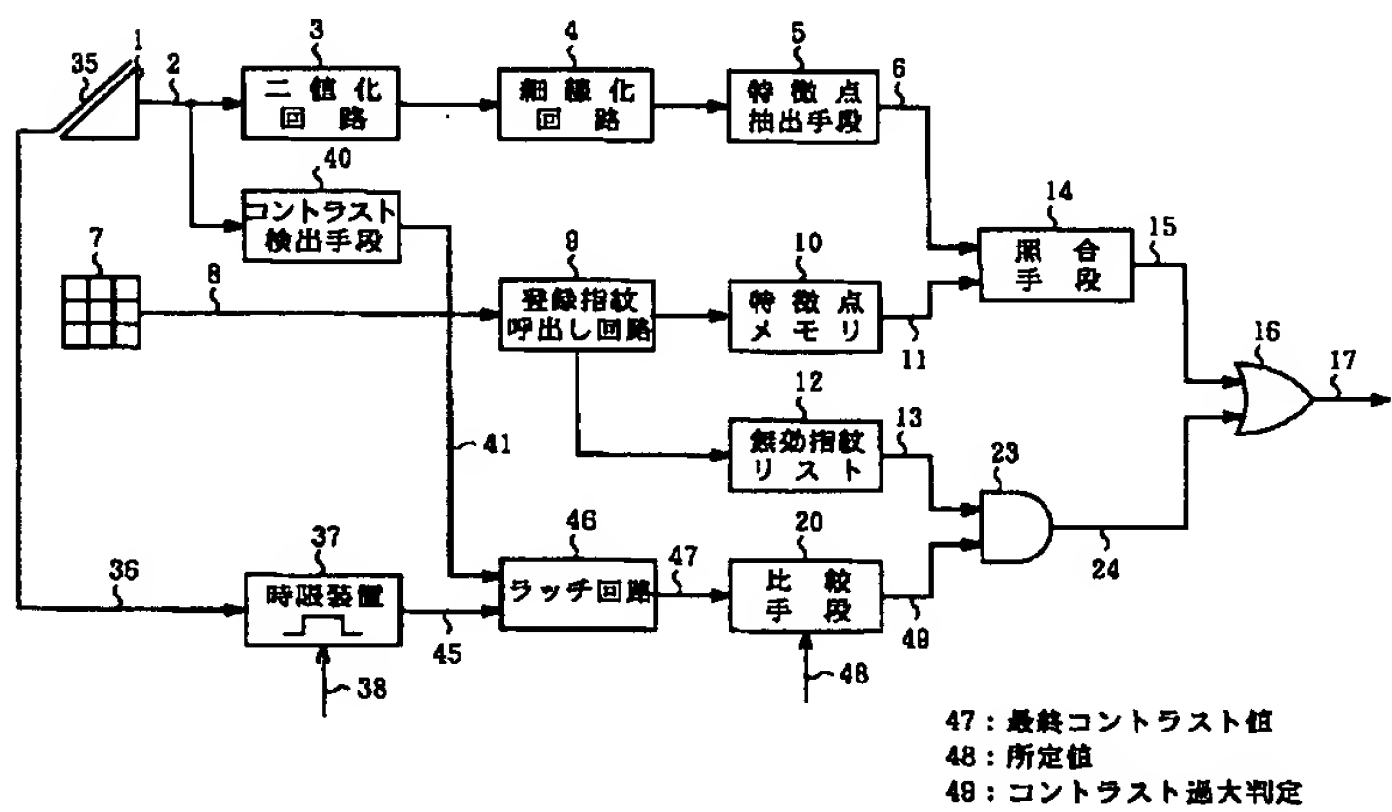 35
1
2
3
二値化
回路
4
細線化
回路
5
特徴点
抽出手段
6
40
コントラスト
検出手段
7
8
9
登録指紋
呼出し回路
10
特徴点
メモリ
11
14
照合
手段
15
16
17
12
無効指紋
リスト
13
41
23
24
36
37
時限装置
38
45
46
ラッチ回路
47
20
比較
手段
48
49
47:最終コントラスト値
48:所定値
49:コントラスト過大判定